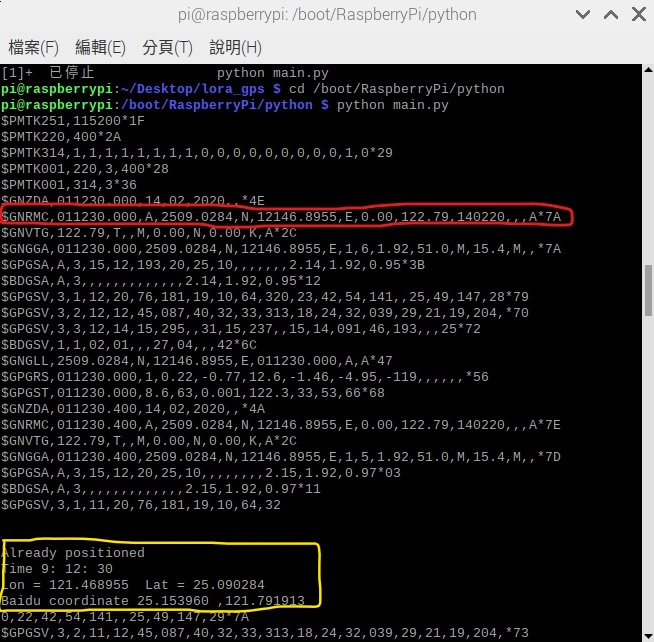 pi@raspberrypi: /boot/RaspberryPi/python
檔案(F) 編輯(E) 分頁(T) 說明(H)
[1]+ 已停止 python main.py
pi@raspberrypi:~/Desktop/lora_gps $ cd /boot/RaspberryPi/python
pi@raspberrypi:/boot/RaspberryPi/python $ python main.py
$PMTK251,115200*1F
$PMTK220,400*2A
$PMTK314,1,1,1,1,1,1,1,1,0,0,0,0,0,0,0,0,0,1,0*29
$PMTK001,220,3,400*28
$PMTK001,314,3*36
$GNZDA,011230.000,14,02,2020,,*4E
$GNRMC,011230.000,A,2509.0284,N,12146.8955,E,0.00,122.79,140220,,,A*7A
$GNVTG,122.79,T,,M,0.00,N,0.00,K,A*2C
$GNGGA,011230.000,2509.0284,N,12146.8955,E,1,6,1.92,51.0,M,15.4,M,,*7A
$GPGSA,A,3,15,12,193,20,25,10,,,,,,,2.14,1.92,0.95*3B
$BDGSA,A,3,,,,,,,,,,,,,2.14,1.92,0.95*12
$GPGSV,3,1,12,20,76,181,19,10,64,320,23,42,54,141,,25,49,147,28*79
$GPGSV,3,2,12,12,45,087,40,32,33,313,18,24,32,039,29,21,19,204,*70
$GPGSV,3,3,12,14,15,295,,31,15,237,,15,14,091,46,193,,,25*72
$BDGSV,1,1,02,01,,,27,04,,,42*6C
$GNGLL,2509.0284,N,12146.8955,E,011230.000,A,A*47
$GPGRS,011230.000,1,0.22,-0.77,12.6,-1.46,-4.95,-119,,,,,,*56
$GPGST,011230.000,8.6,63,0.001,122.3,33,53,66*68
$GNZDA,011230.400,14,02,2020,,*4A
$GNRMC,011230.400,A,2509.0284,N,12146.8955,E,0.00,122.79,140220,,,A*7E
$GNVTG,122.79,T,,M,0.00,N,0.00,K,A*2C
$GNGGA,011230.400,2509.0284,N,12146.8955,E,1,5,1.92,51.0,M,15.4,M,,*7D
$GPGSA,A,3,15,12,20,25,10,,,,,,,,2.15,1.92,0.97*03
$BDGSA,A,3,,,,,,,,,,,,,2.15,1.92,0.97*11
$GPGSV,3,1,11,20,76,181,19,10,64,32
Already positioned
Time 9: 12: 30
Lon = 121.468955 Lat = 25.090284
Baidu coordinate 25.153960 ,121.791913
0,22,42,54,141,,25,49,147,29*7A
$GPGSV,3,2,11,12,45,087,40,32,33,313,18,24,32,039,29,21,19,204,*73